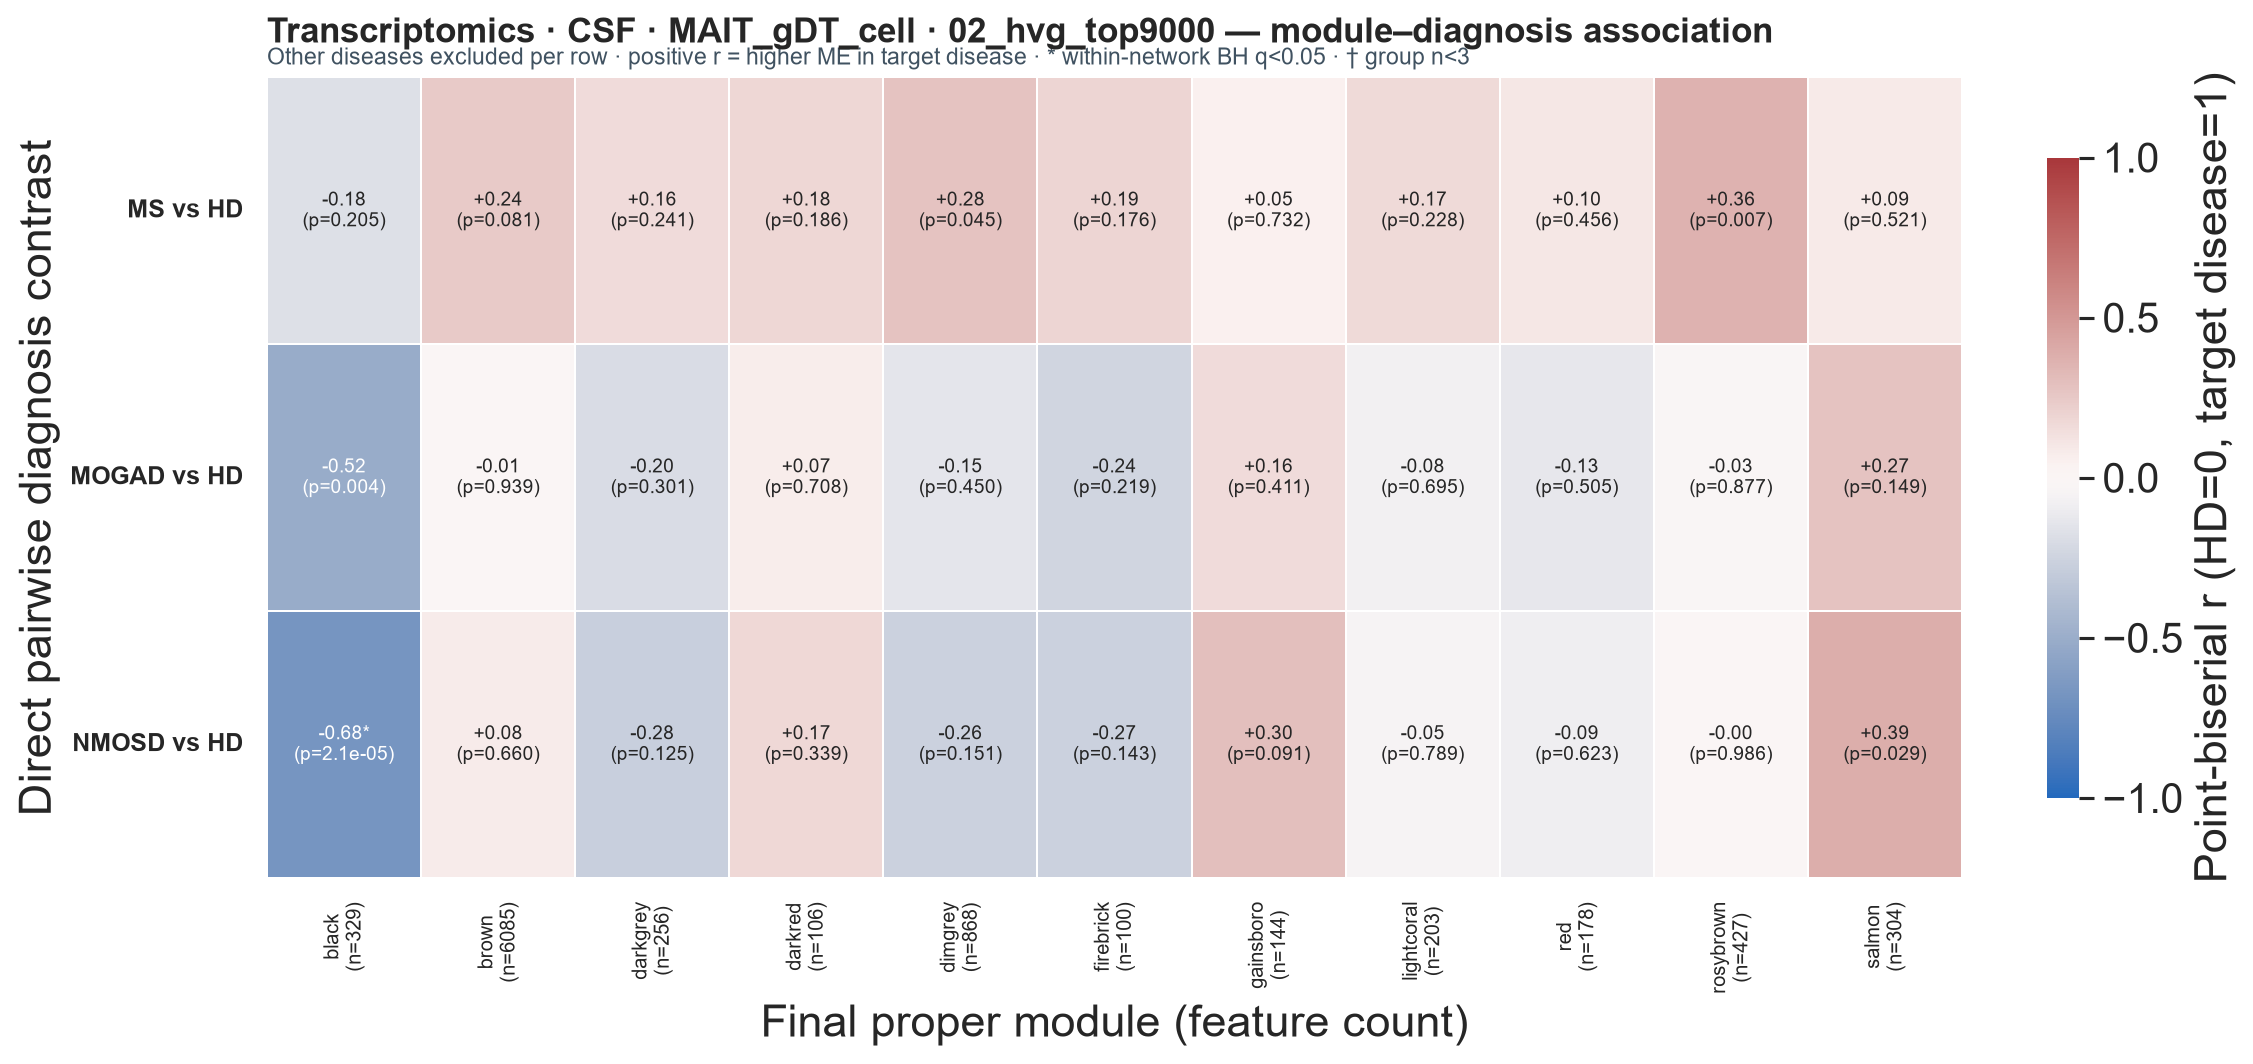 Transcriptomics · CSF · MAIT_gDT_cell · 02_hvg_top9000 — module–diagnosis association
Other diseases excluded per row · positive r = higher ME in target disease · * within-network BH q<0.05 · † group n<3
Direct pairwise diagnosis contrast
MS vs HD
-0.18 +0.24 +0.16 +0.18 +0.28 +0.19 +0.05 +0.17 +0.10 +0.36 +0.09
(p=0.205) (p=0.081) (p=0.241) (p=0.186) (p=0.045) (p=0.176) (p=0.732) (p=0.228) (p=0.456) (p=0.007) (p=0.521)
MOGAD vs HD
-0.52 -0.01 -0.20 +0.07 -0.15 -0.24 +0.16 -0.08 -0.13 -0.03 +0.27
(p=0.004) (p=0.939) (p=0.301) (p=0.708) (p=0.450) (p=0.219) (p=0.411) (p=0.695) (p=0.505) (p=0.877) (p=0.149)
NMOSD vs HD
-0.68* +0.08 -0.28 +0.17 -0.26 -0.27 +0.30 -0.05 -0.09 -0.00 +0.39
(p=2.1e-05) (p=0.660) (p=0.125) (p=0.339) (p=0.151) (p=0.143) (p=0.091) (p=0.789) (p=0.623) (p=0.986) (p=0.029)
black
(n=329)
brown
(n=6085)
darkgrey
(n=256)
darkred
(n=106)
dimgrey
(n=868)
firebrick
(n=100)
gainsboro
(n=144)
lightcoral
(n=203)
red
(n=178)
rosybrown
(n=427)
salmon
(n=304)
Final proper module (feature count)
1.0
0.5
0.0
−0.5
−1.0
Point-biserial r (HD=0, target disease=1)